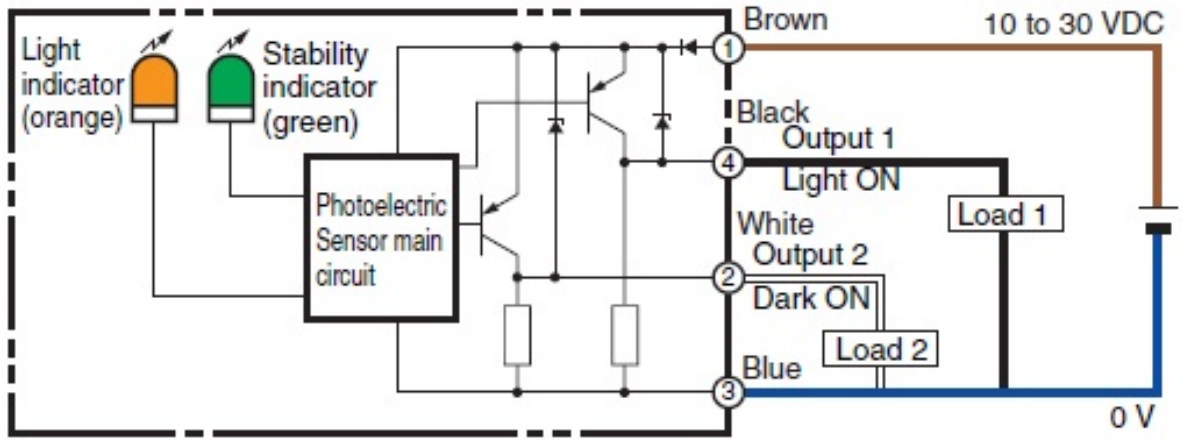 Brown
10 to 30 VDC
Light
indicator
(orange)
Stability
indicator
(green)
1
Black
Output 1
4
Light ON
Load 1
Photoelectric
Sensor main
circuit
White
Output 2
2
Dark ON
Load 2
Blue
3
0 V